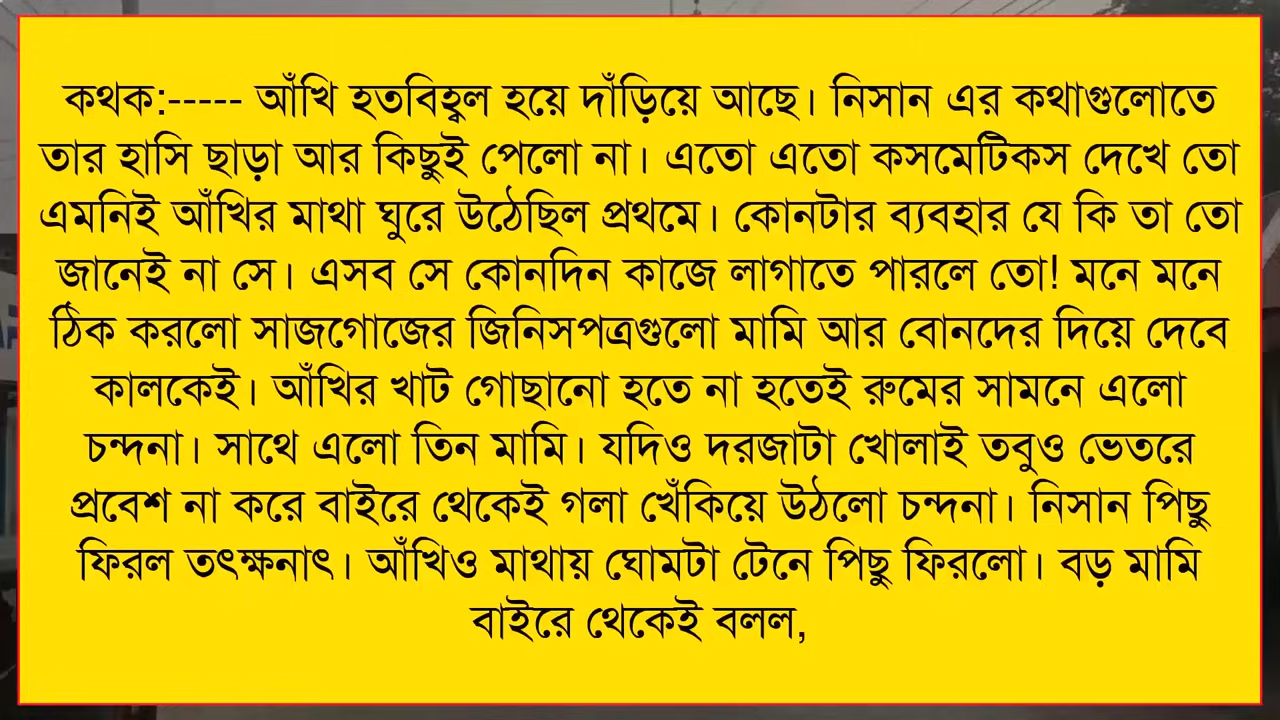 কথক:----- আঁখি হতবিহ্বল হয়ে দাঁড়িয়ে আছে। নিসান এর কথাগুলোতে
তার হাসি ছাড়া আর কিছুই পেলো না। এতো এতো কসমেটিকস দেখে তো
এমনিই আঁখির মাথা ঘুরে উঠেছিল প্রথমে। কোনটার ব্যবহার যে কি তা তো
জানেই না সে। এসব সে কোনদিন কাজে লাগাতে পারলে তো! মনে মনে
ঠিক করলো সাজগোজের জিনিসপত্রগুলো মামি আর বোনদের দিয়ে দেবে
কালকেই। আঁখির খাট গোছানো হতে না হতেই রুমের সামনে এলো
চন্দনা। সাথে এলো তিন মামি। যদিও দরজাটা খোলাই তবুও ভেতরে
প্রবেশ না করে বাইরে থেকেই গলা খেঁকিয়ে উঠলো চন্দনা। নিসান পিছু
ফিরল তৎক্ষনাৎ। আঁখিও মাথায় ঘোমটা টেনে পিছু ফিরলো। বড় মামি
বাইরে থেকেই বলল,